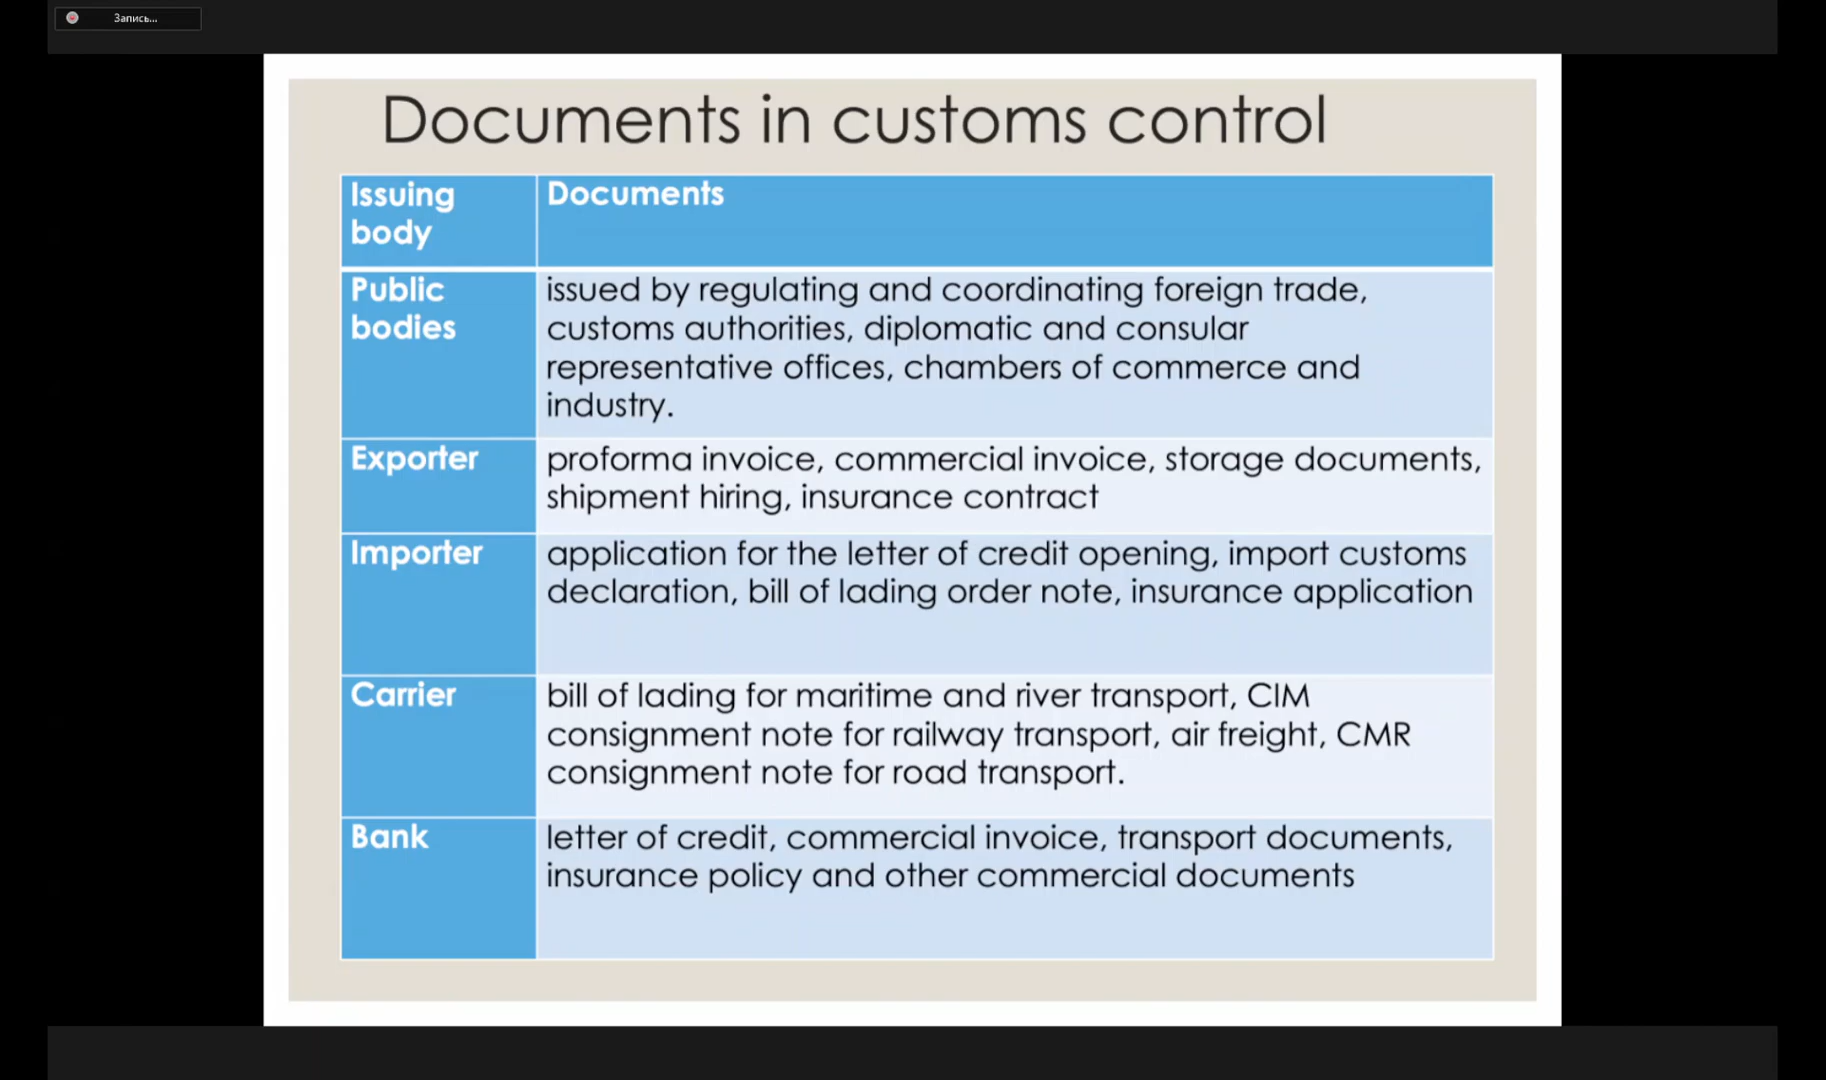 Запись...
Documents in customs control
Issuing
body
Documents
Public
bodies
issued by regulating and coordinating foreign trade,
customs authorities, diplomatic and consular
representative offices, chambers of commerce and
industry.
Exporter
proforma invoice, commercial invoice, storage documents,
shipment hiring, insurance contract
Importer
application for the letter of credit opening, import customs
declaration, bill of lading order note, insurance application
Carrier
bill of lading for maritime and river transport, CIM
consignment note for railway transport, air freight, CMR
consignment note for road transport.
Bank
letter of credit, commercial invoice, transport documents,
insurance policy and other commercial documents